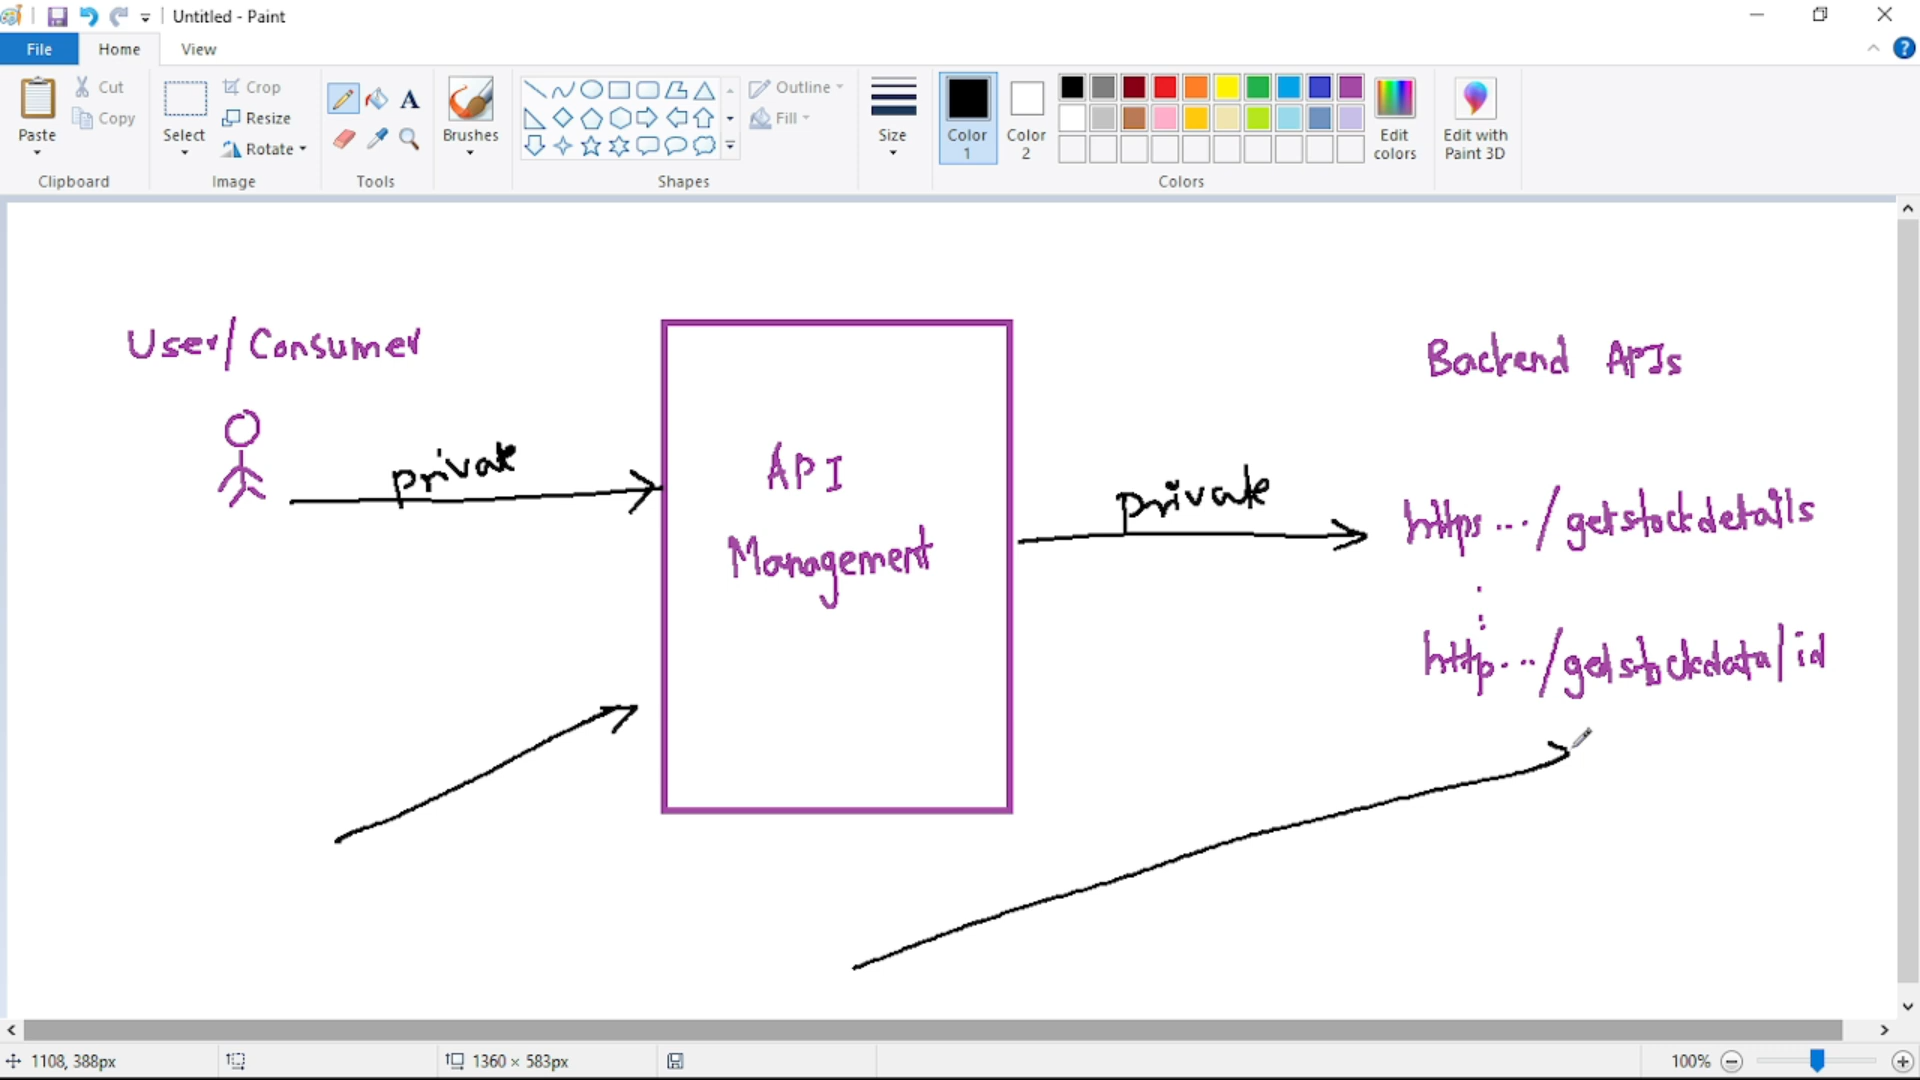 Untitled - Paint
File Home View
Paste
Cut
Copy
Clipboard
Select
Crop
Resize
Rotate
Image
A
Tools
Brushes
Shapes
Outline
Fill
Size
Color 1
Color 2
Edit colors
Edit with Paint 3D
Colors
User/Consumer
private
API
Management
private
Backend APIs
https .../getstockdetails
http.../getstockdata/id
1108, 388px
1360 × 583px
100%